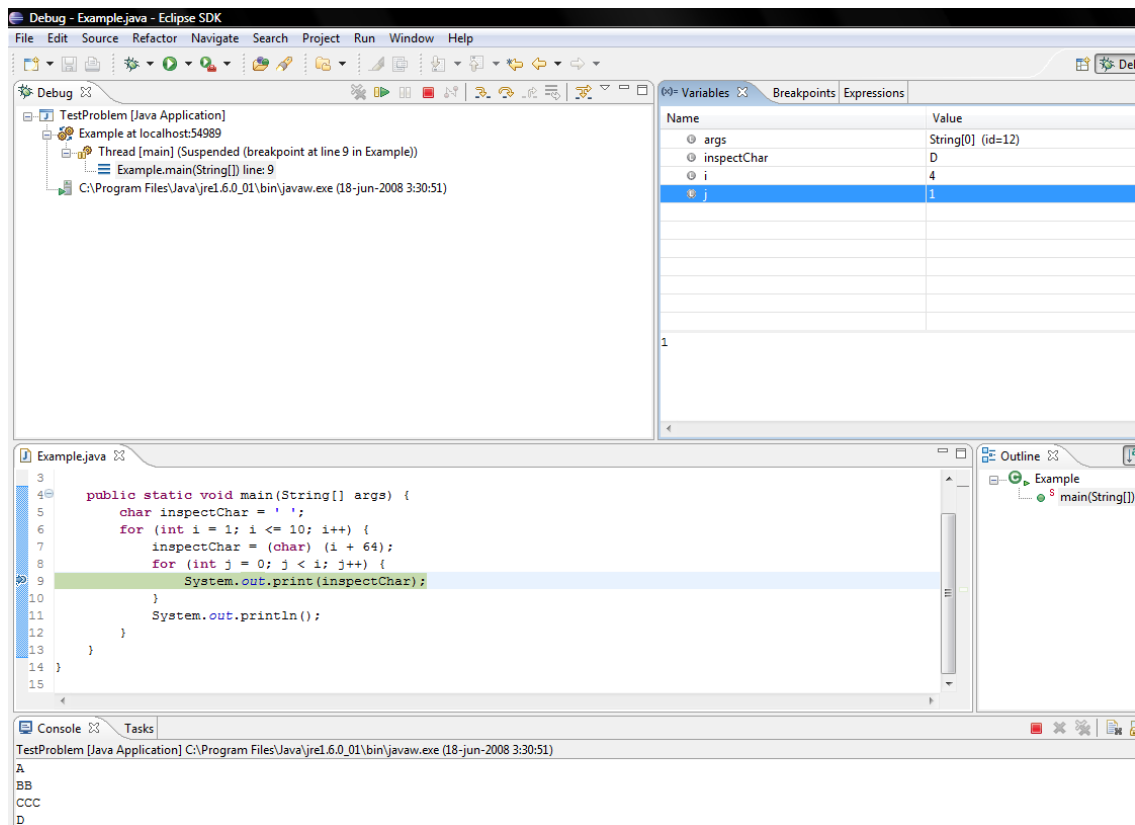 Debug - Example.java - Eclipse SDK
File Edit Source Refactor Navigate Search Project Run Window Help
Debug
TestProblem [Java Application]
Example at localhost:54989
Thread [main] (Suspended (breakpoint at line 9 in Example))
Example.main(String[]) line: 9
C:\Program Files\Java\jre1.6.0_01\bin\javaw.exe (18-jun-2008 3:30:51)
(x)= Variables Breakpoints Expressions
Name Value
args String[0] (id=12)
inspectChar D
i 4
j 1
1
Example.java
3
4 public static void main(String[] args) {
5 char inspectChar = ' ';
6 for (int i = 1; i <= 10; i++) {
7 inspectChar = (char) (i + 64);
8 for (int j = 0; j < i; j++) {
9 System.out.print(inspectChar);
10 }
11 System.out.println();
12 }
13 }
14 }
15
Outline
Example
main(String[])
Console Tasks
TestProblem [Java Application] C:\Program Files\Java\jre1.6.0_01\bin\javaw.exe (18-jun-2008 3:30:51)
A
BB
CCC
D